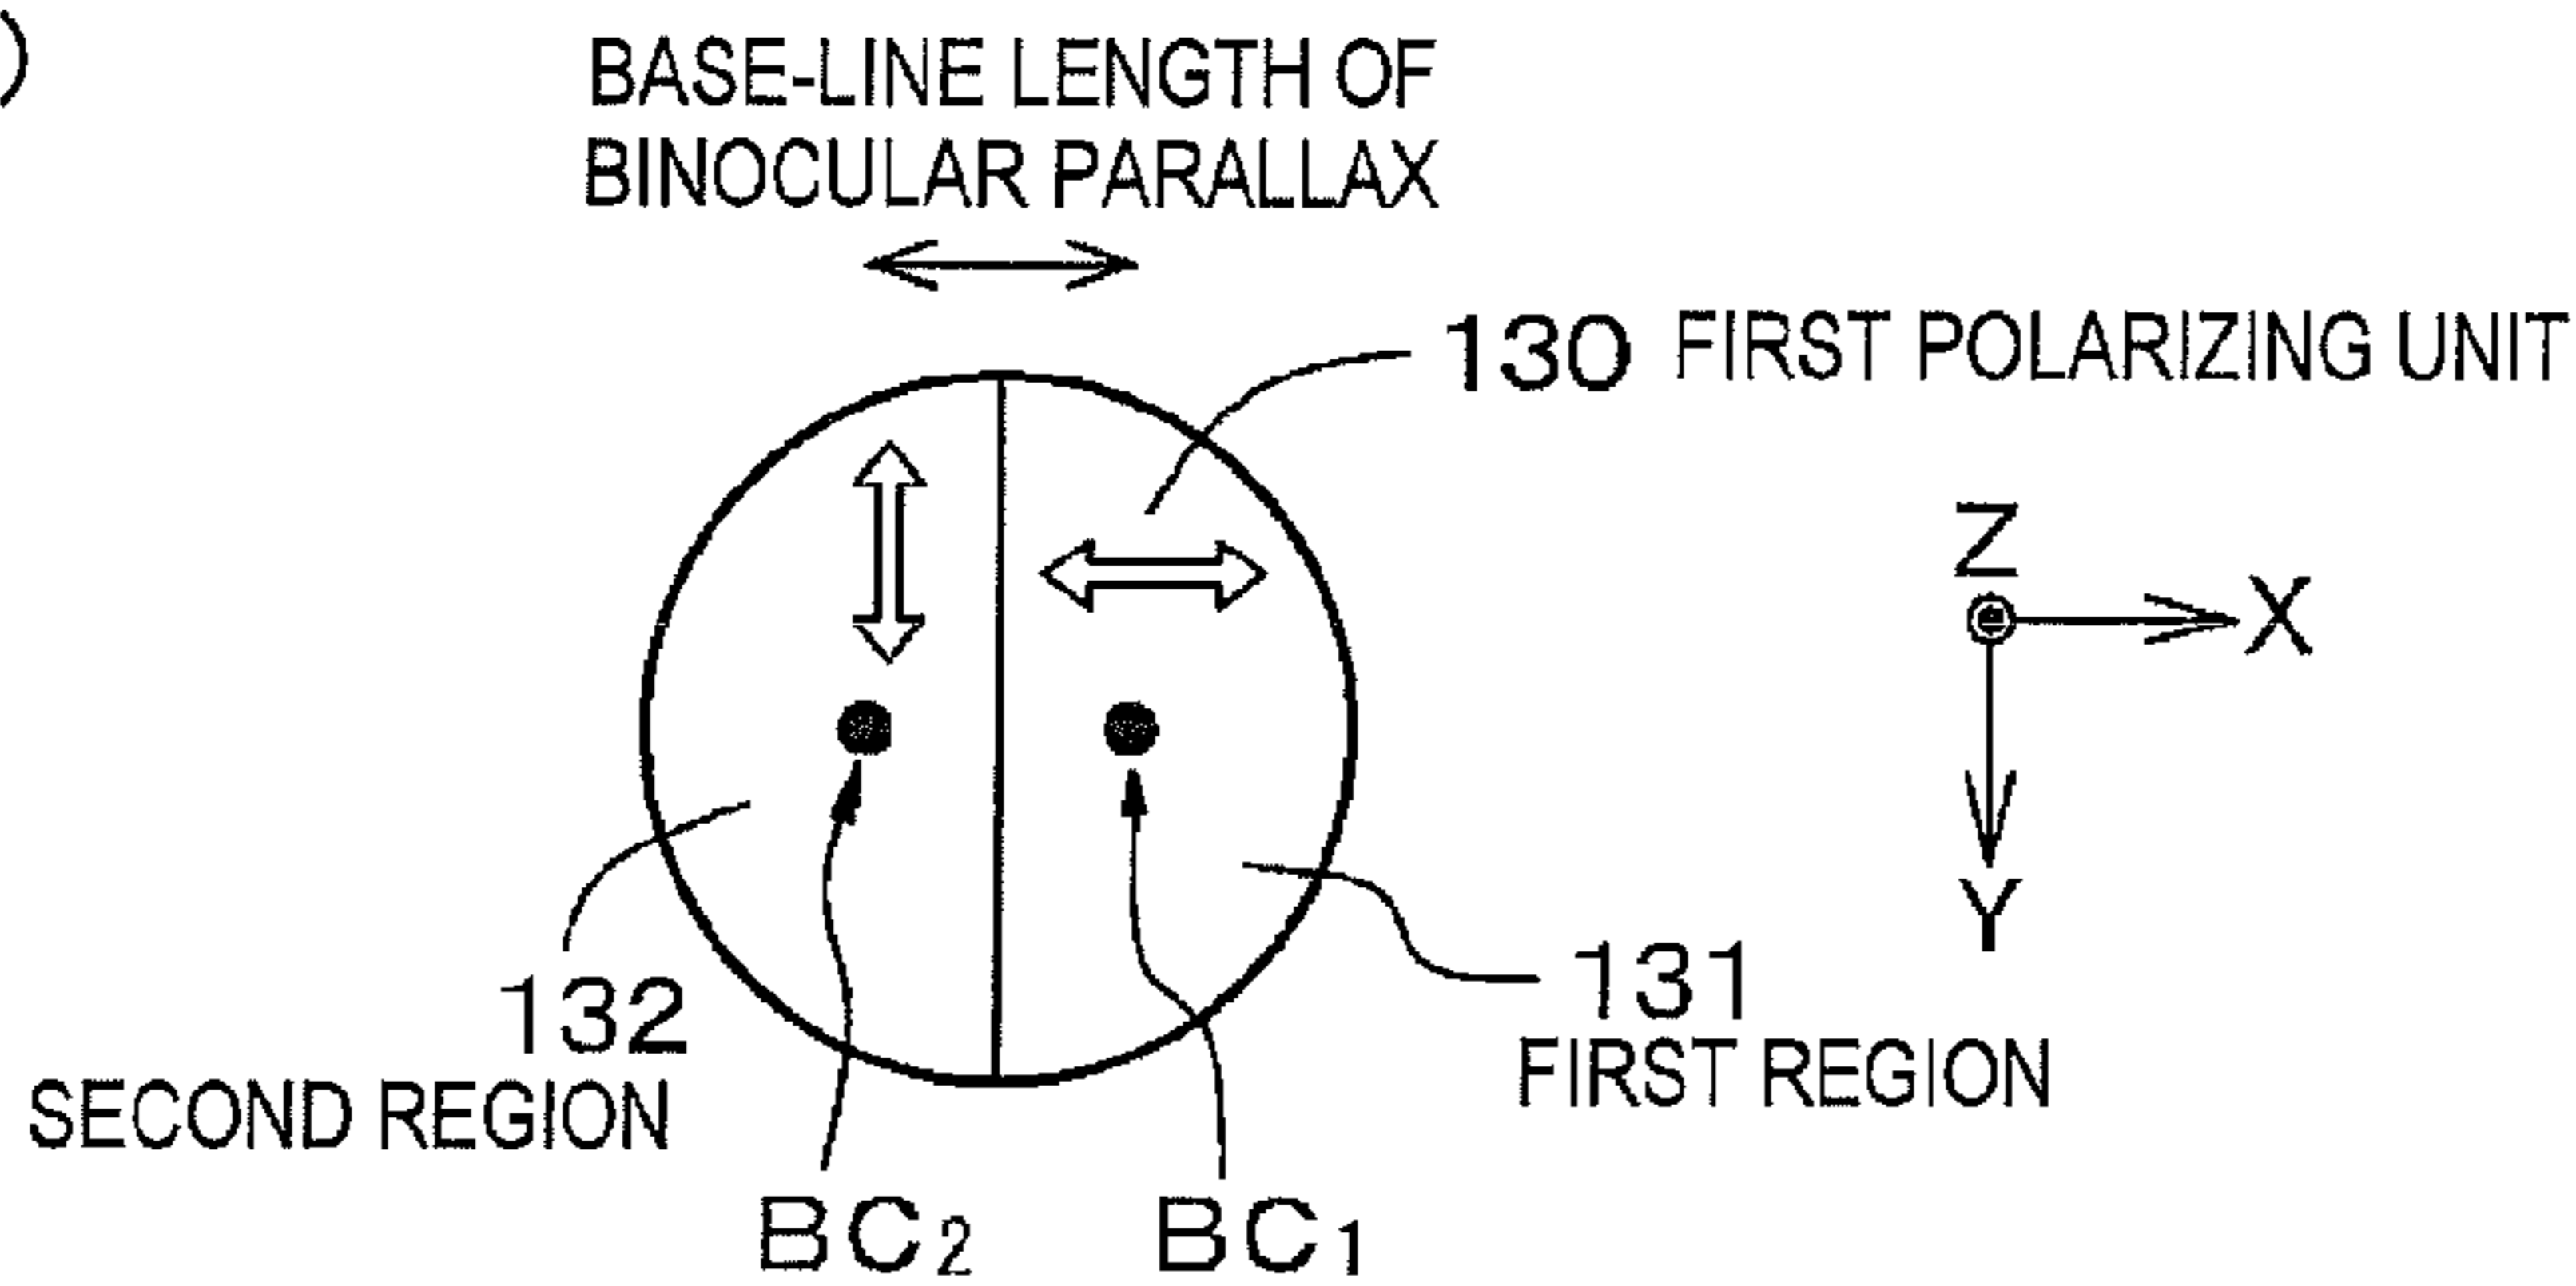 )
BASE-LINE LENGTH OF
BINOCULAR PARALLAX
130 FIRST POLARIZING UNIT
Z
X
Y
132
SECOND REGION
131
FIRST REGION
BC2
BC1